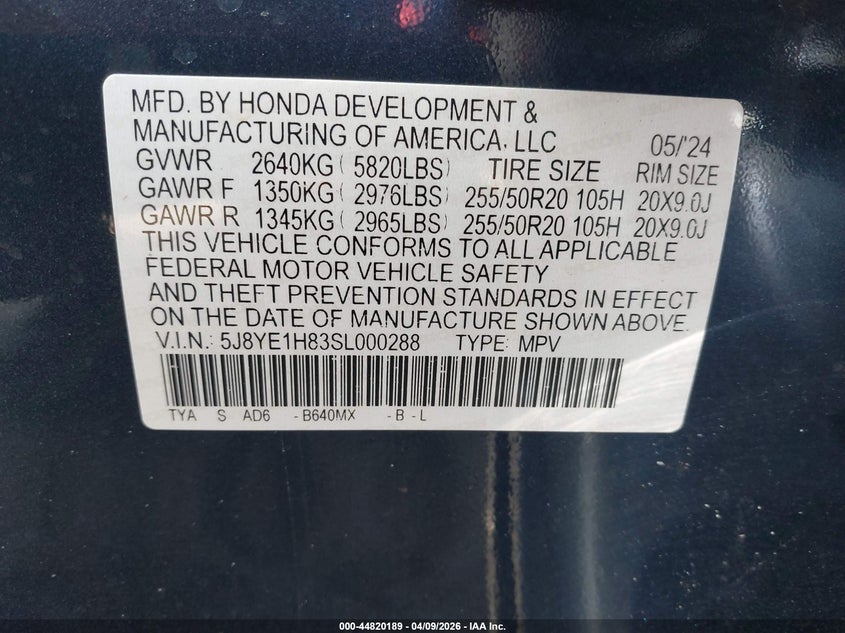 MFD. BY HONDA DEVELOPMENT &
MANUFACTURING OF AMERICA, LLC 05/'24
GVWR 2640KG ( 5820LBS) TIRE SIZE RIM SIZE
GAWR F 1350KG ( 2976LBS) 255/50R20 105H 20X9.0J
GAWR R 1345KG ( 2965LBS) 255/50R20 105H 20X9.0J
THIS VEHICLE CONFORMS TO ALL APPLICABLE
FEDERAL MOTOR VEHICLE SAFETY
AND THEFT PREVENTION STANDARDS IN EFFECT
ON THE DATE OF MANUFACTURE SHOWN ABOVE.
V.I.N.: 5J8YE1H83SL000288 TYPE: MPV
TYA S AD6 - B640MX - B - L
000-44820189 - 04/09/2026 - IAA Inc.